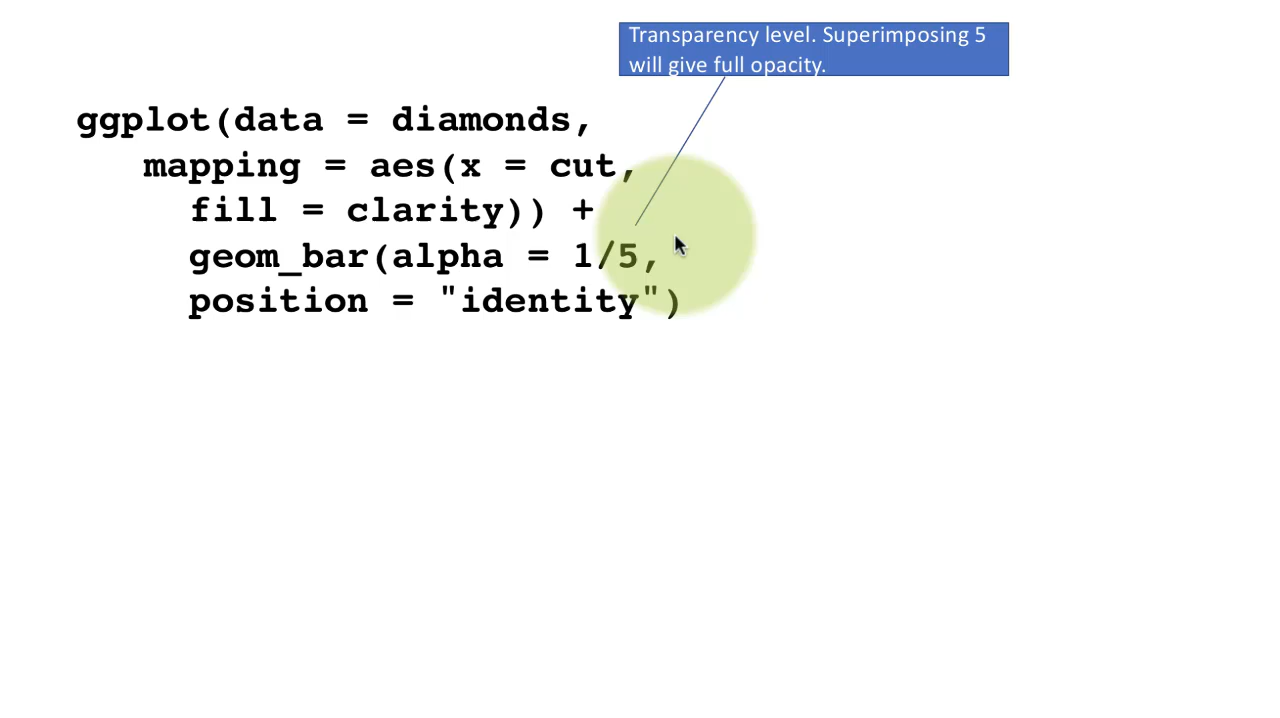 Transparency level. Superimposing 5
will give full opacity.
ggplot(data = diamonds,
mapping = aes(x = cut,
fill = clarity)) +
geom_bar(alpha = 1/5,
position = "identity")